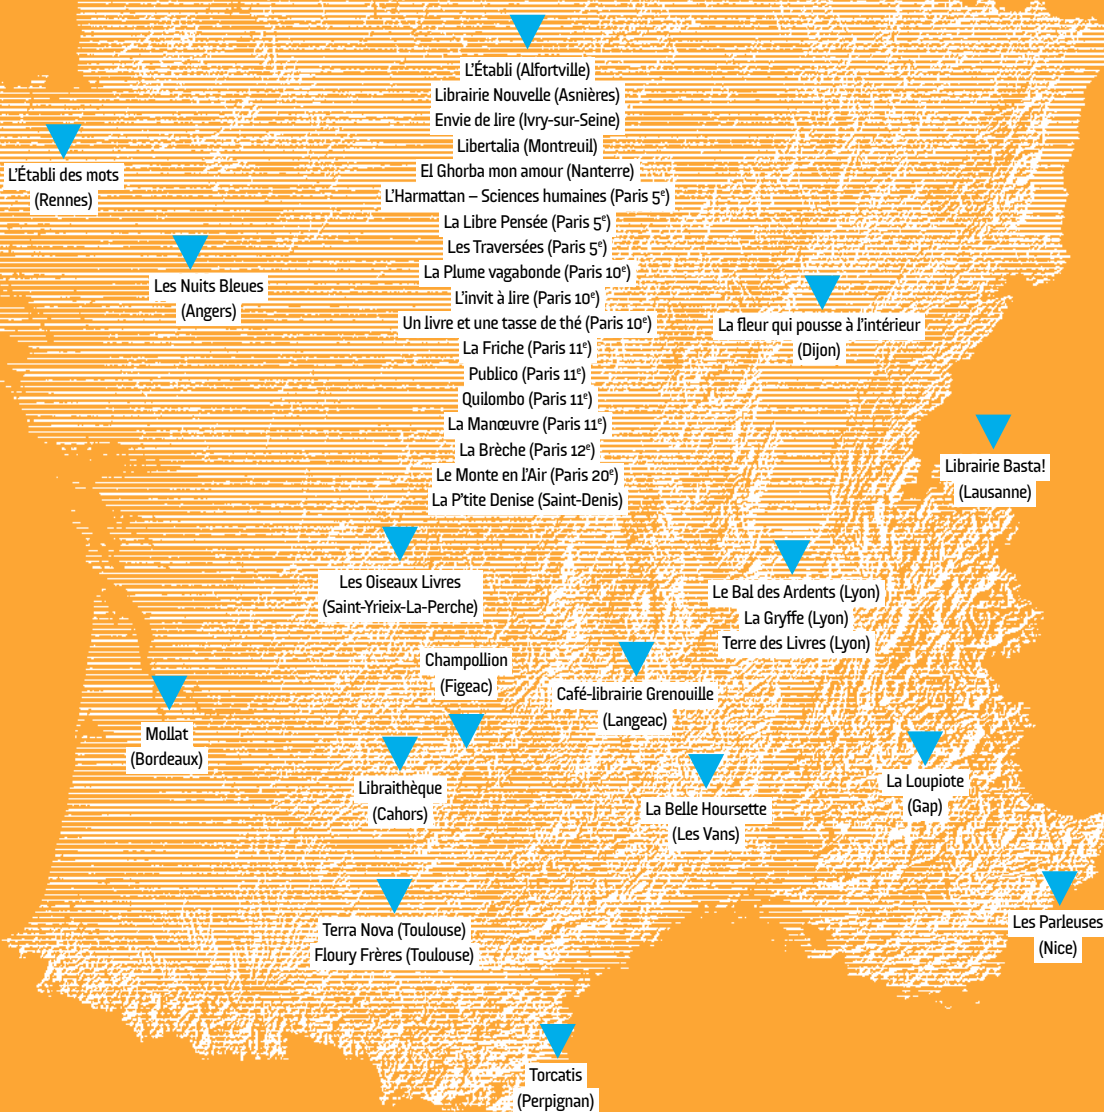 L'Établi (Alfortville)
Librairie Nouvelle (Asnières)
Envie de lire (Ivry-sur-Seine)
Libertalia (Montreuil)
El Ghorba mon amour (Nanterre)
L'Harmattan – Sciences humaines (Paris 5e)
La Libre Pensée (Paris 5e)
Les Traversées (Paris 5e)
La Plume vagabonde (Paris 10e)
L'invit à lire (Paris 10e)
Un livre et une tasse de thé (Paris 10e)
La Friche (Paris 11e)
Publico (Paris 11e)
Quilombo (Paris 11e)
La Manœuvre (Paris 11e)
La Brèche (Paris 12e)
Le Monte en l'Air (Paris 20e)
La P'tite Denise (Saint-Denis)
L'Établi des mots
(Rennes)
Les Nuits Bleues
(Angers)
La fleur qui pousse à l'intérieur
(Dijon)
Librairie Basta!
(Lausanne)
Les Oiseaux Livres
(Saint-Yrieix-La-Perche)
Le Bal des Ardents (Lyon)
La Gryffe (Lyon)
Terre des Livres (Lyon)
Champollion
(Figeac)
Café-librairie Grenouille
(Langeac)
Mollat
(Bordeaux)
Libraithèque
(Cahors)
La Belle Hoursette
(Les Vans)
La Loupiote
(Gap)
Terra Nova (Toulouse)
Floury Frères (Toulouse)
Les Parleuses
(Nice)
Torcatis
(Perpignan)